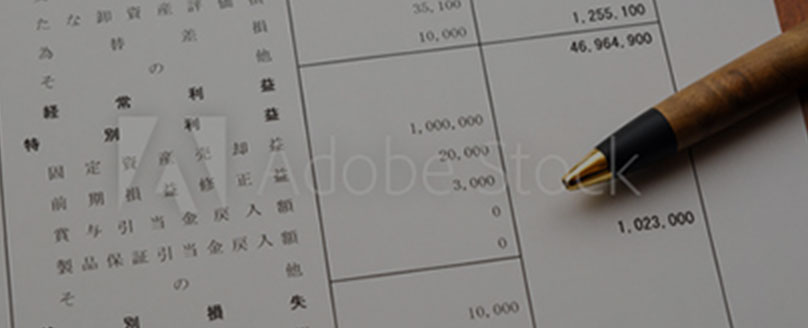 たな卸資産評価損
為替差損 35,100
その他 10,000 1,255,100
経常利益 46,964,900
特別利益
固定資産売却益 1,000,000
前期損益修正益 20,000
賞与引当金戻入額 3,000
製品保証引当金戻入額 0
その他 0 1,023,000
特別損失
10,000
Adobe Stock